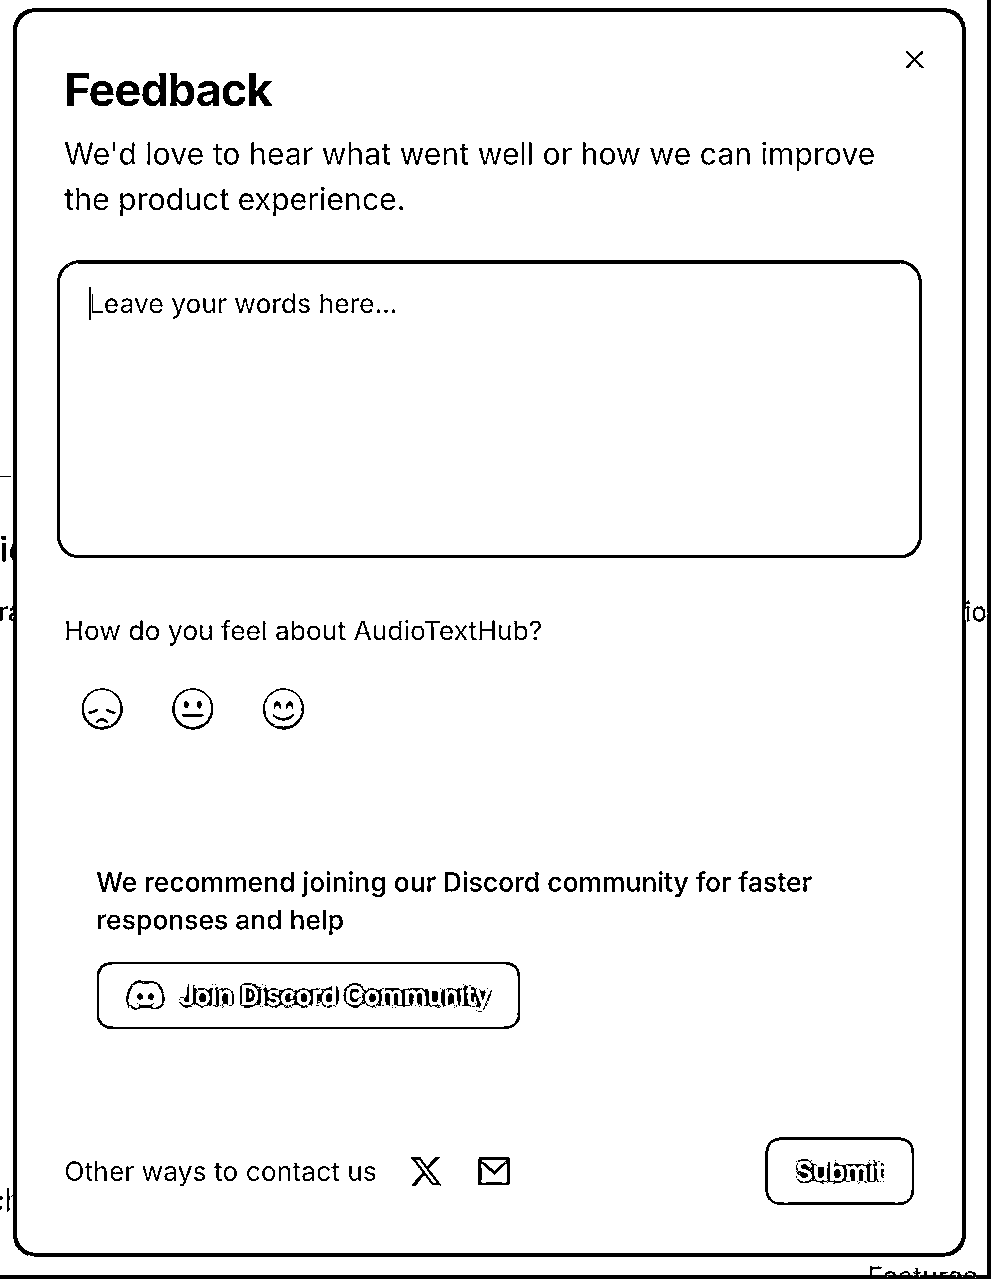 Feedback
We'd love to hear what went well or how we can improve
the product experience.
Leave your words here...
How do you feel about AudioTextHub?
We recommend joining our Discord community for faster
responses and help
Join Discord Community
Other ways to contact us
Submit
Features